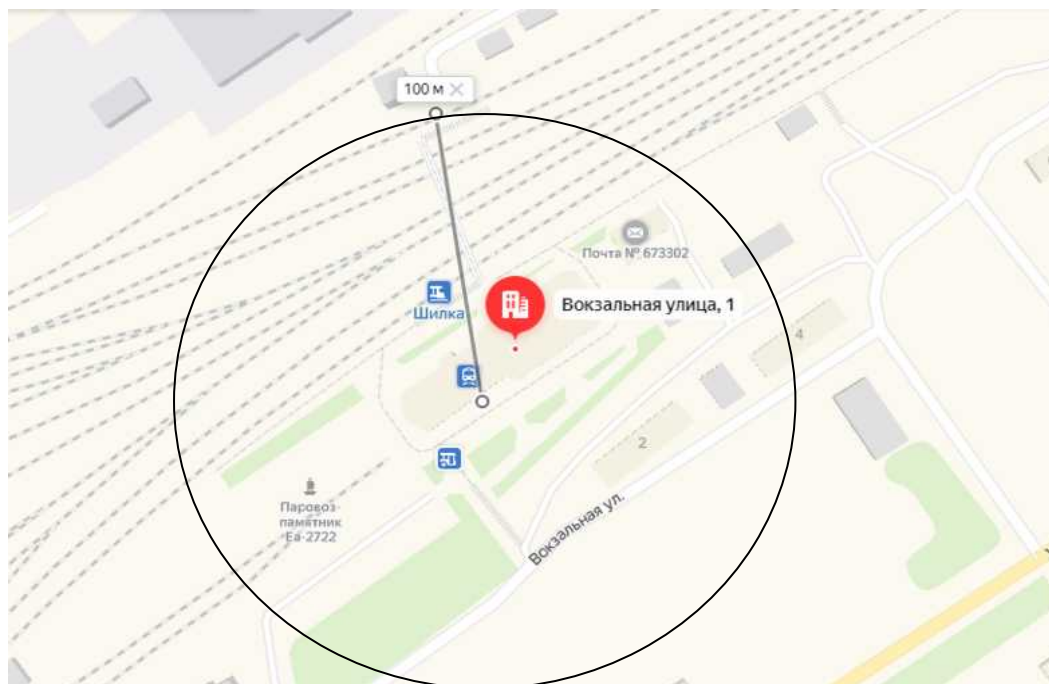 100 м
Почта № 673302
Вокзальная улица, 1
Шилка
4
2
Паровоз-
памятник
Еа-2722
Вокзальная ул.